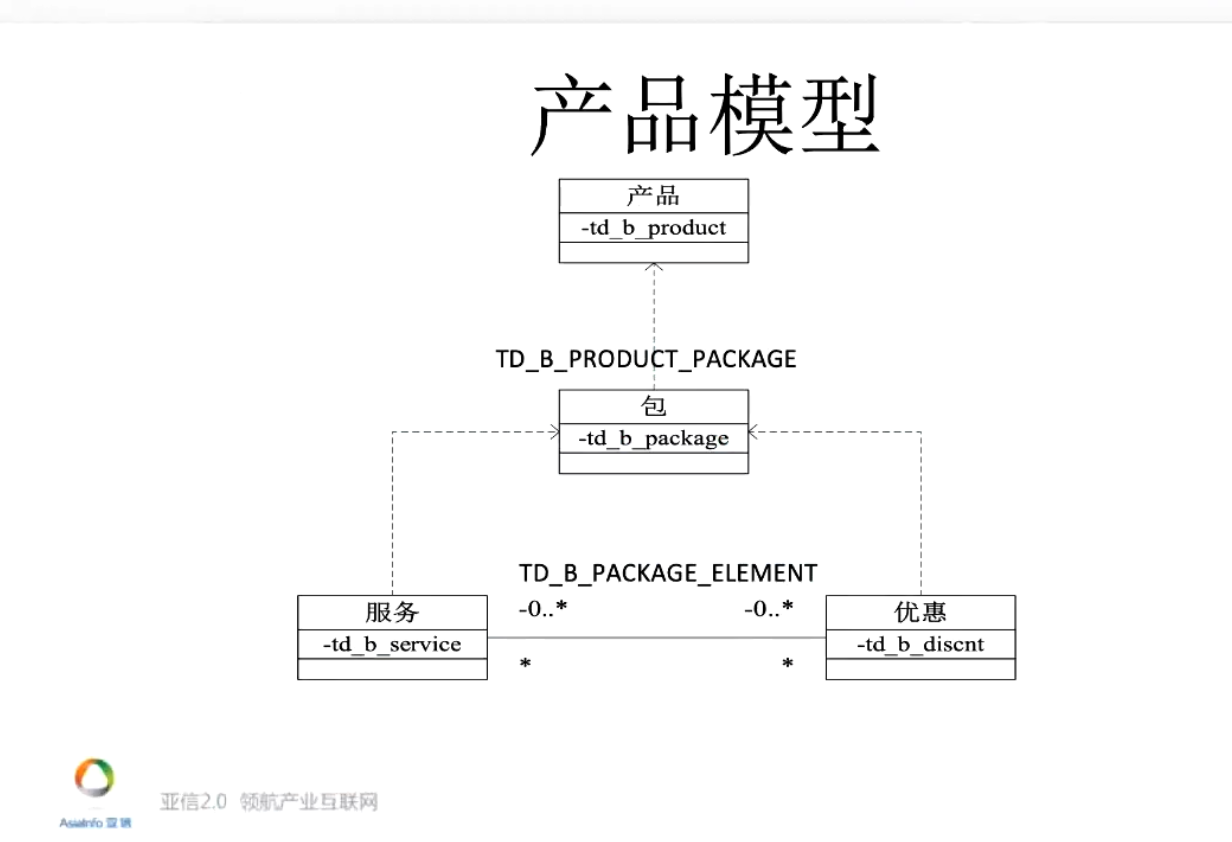 产品模型
产品
-td_b_product
TD_B_PRODUCT_PACKAGE
包
-td_b_package
TD_B_PACKAGE_ELEMENT
服务
-0..*
-0..*
优惠
-td_b_service
-td_b_discnt
*
*
亚信2.0 领航产业互联网
AsiaInfo 亚信